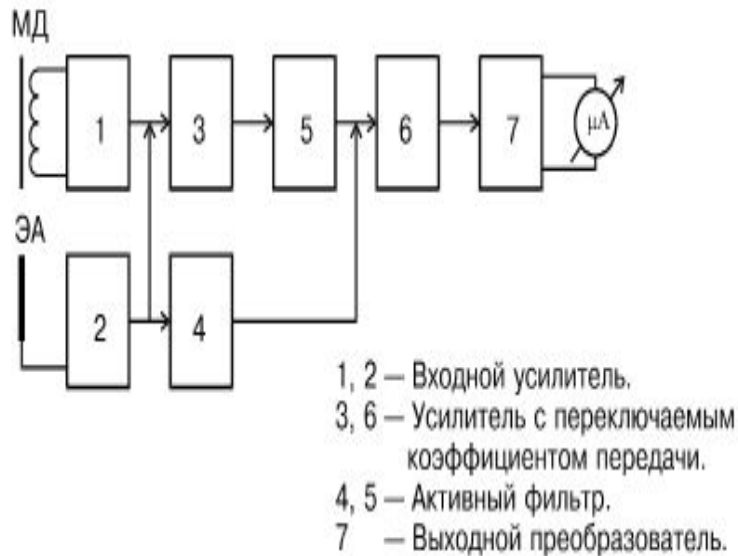 МД
1
3
5
6
7
μА
ЭА
2
4
1, 2 — Входной усилитель.
3, 6 — Усилитель с переключаемым
коэффициентом передачи.
4, 5 — Активный фильтр.
7 — Выходной преобразователь.